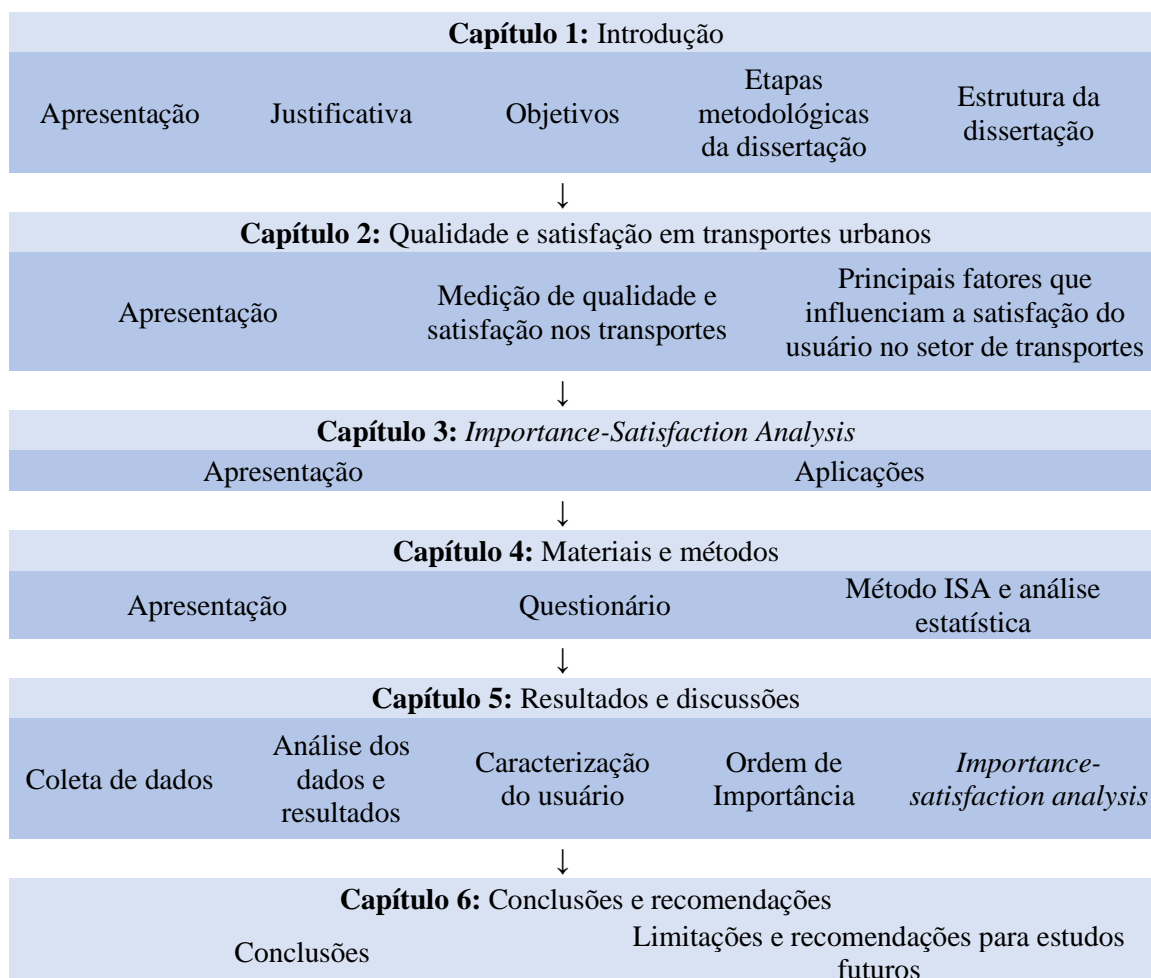 Capítulo 1: Introdução
Apresentação
Justificativa
Objetivos
Etapas
metodológicas
da dissertação
Estrutura da
dissertação
↓
Capítulo 2: Qualidade e satisfação em transportes urbanos
Apresentação
Medição de qualidade e
satisfação nos transportes
Principais fatores que
influenciam a satisfação do
usuário no setor de transportes
↓
Capítulo 3: Importance-Satisfaction Analysis
Apresentação
Aplicações
↓
Capítulo 4: Materiais e métodos
Apresentação
Questionário
Método ISA e análise
estatística
↓
Capítulo 5: Resultados e discussões
Coleta de dados
Análise dos
dados e
resultados
Caracterização
do usuário
Ordem de
Importância
Importance-
satisfaction analysis
↓
Capítulo 6: Conclusões e recomendações
Conclusões
Limitações e recomendações para estudos
futuros